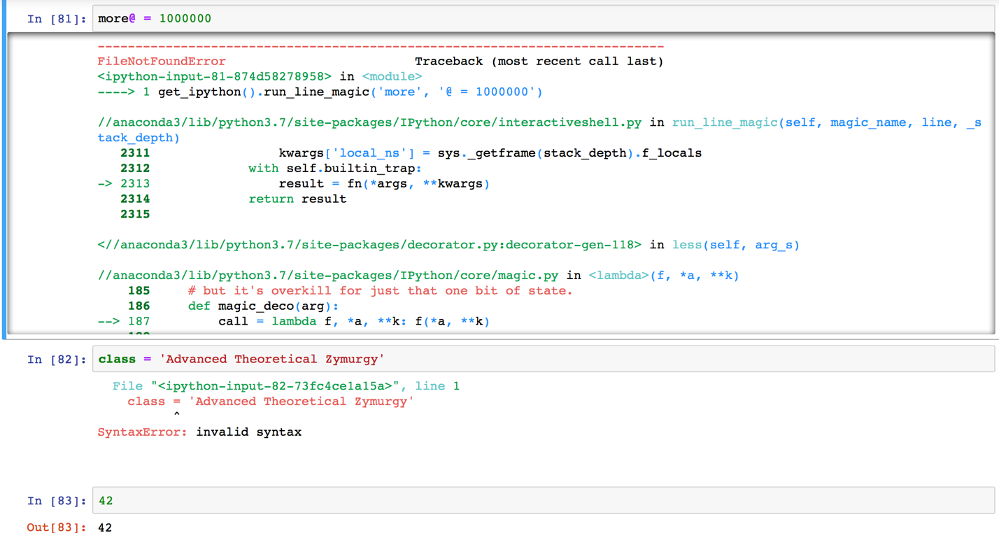 In [81]: more@ = 1000000
---------------------------------------------------------------------------
FileNotFoundError                         Traceback (most recent call last)
<ipython-input-81-874d58278958> in <module>
----> 1 get_ipython().run_line_magic('more', '@ = 1000000')
//anaconda3/lib/python3.7/site-packages/IPython/core/interactiveshell.py in run_line_magic(self, magic_name, line, _s
tack_depth)
   2311                 kwargs['local_ns'] = sys._getframe(stack_depth).f_locals
   2312             with self.builtin_trap:
-> 2313                 result = fn(*args, **kwargs)
   2314             return result
   2315
<//anaconda3/lib/python3.7/site-packages/decorator.py:decorator-gen-118> in less(self, arg_s)
//anaconda3/lib/python3.7/site-packages/IPython/core/magic.py in <lambda>(f, *a, **k)
    185     # but it's overkill for just that one bit of state.
    186     def magic_deco(arg):
--> 187         call = lambda f, *a, **k: f(*a, **k)
In [82]: class = 'Advanced Theoretical Zymurgy'
  File "<ipython-input-82-73fc4ce1a15a>", line 1
    class = 'Advanced Theoretical Zymurgy'
          ^
SyntaxError: invalid syntax
In [83]: 42
Out[83]: 42